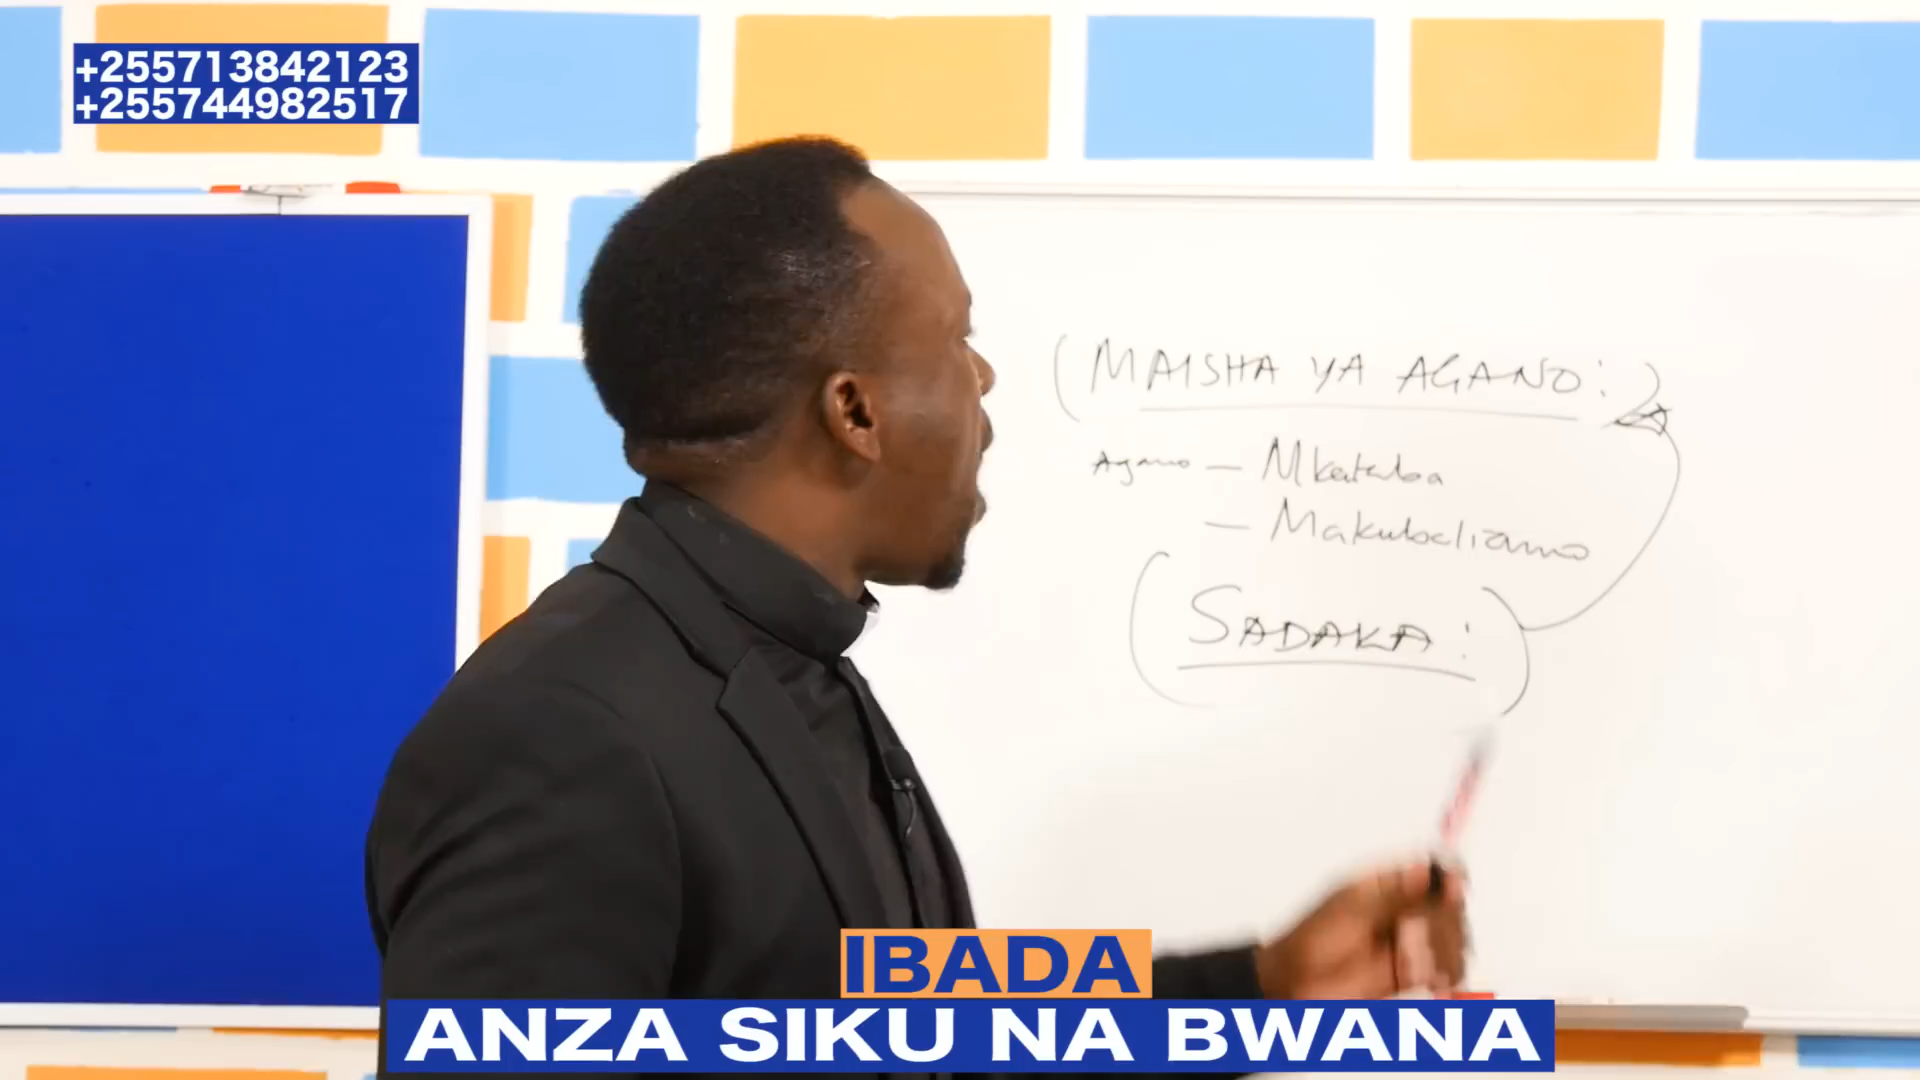 +255713842123
+255744982517
(MAISHA YA AGANO:)
Agano - Mkataba
- Makubaliano
(SADAKA:)
IBADA
ANZA SIKU NA BWANA